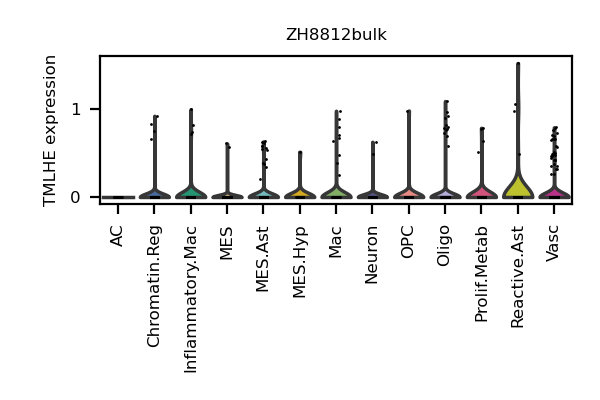 ZH8812bulk
TMLHE expression
1
0
AC
Chromatin.Reg
Inflammatory.Mac
MES
MES.Ast
MES.Hyp
Mac
Neuron
OPC
Oligo
Prolif.Metab
Reactive.Ast
Vasc